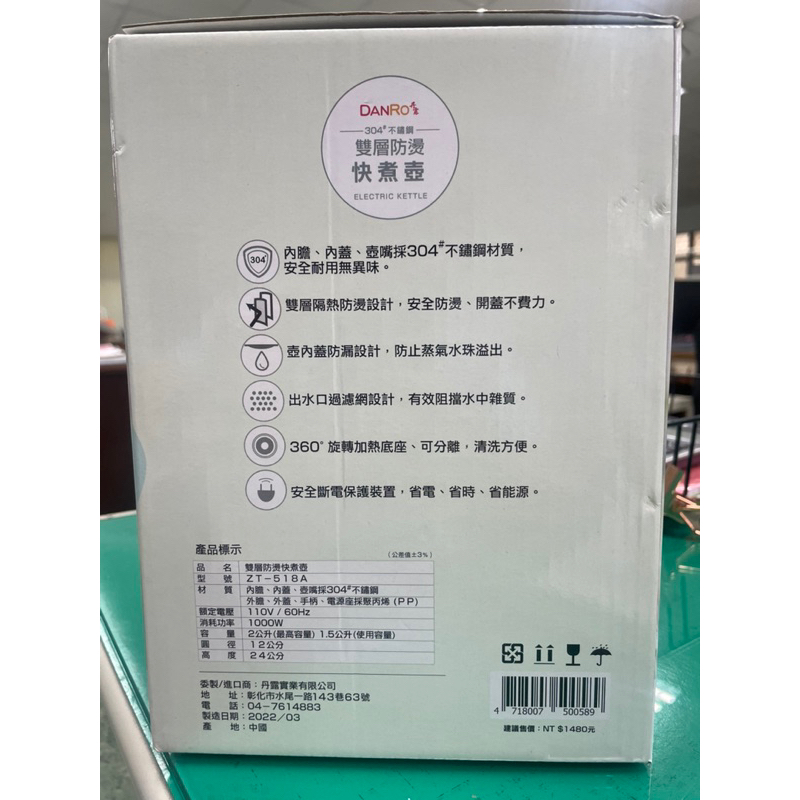 DANRO
304#不鏽鋼
雙層防燙
快煮壺
ELECTRIC KETTLE
304
內膽、內蓋、壺嘴採304#不鏽鋼材質，
安全耐用無異味。
雙層隔熱防燙設計，安全防燙、開蓋不費力。
壺內蓋防漏設計，防止蒸氣水珠溢出。
出水口過濾網設計，有效阻擋水中雜質。
360°旋轉加熱底座、可分離，清洗方便。
安全斷電保護裝置，省電、省時、省能源。
產品標示 (公差值±3%)
品名 雙層防燙快煮壺
型號 ZT-518A
材質 內膽、內蓋、壺嘴採304#不鏽鋼
外膽、外蓋、手柄、電源座採聚丙烯(PP)
額定電壓 110V / 60Hz
消耗功率 1000W
容量 2公升(最高容量) 1.5公升(使用容量)
圓徑 12公分
高度 24公分
委製/進口商：丹露實業有限公司
地址：彰化市水尾一路143巷63號
電話：04-7614883
製造日期：2022/03
產地：中國
4 718007 500589
建議售價：NT $1480元